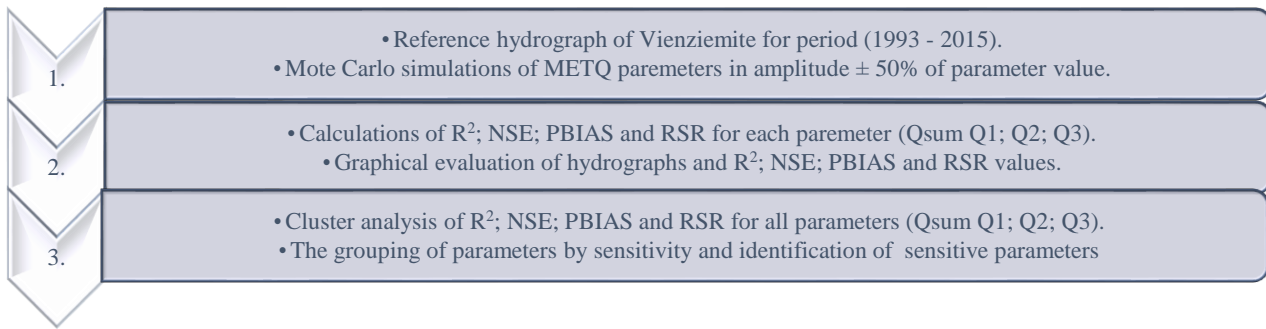 1.
• Reference hydrograph of Vienziemite for period (1993 - 2015).
• Mote Carlo simulations of METQ paremeters in amplitude ± 50% of parameter value.
2.
• Calculations of R²; NSE; PBIAS and RSR for each paremeter (Qsum Q1; Q2; Q3).
• Graphical evaluation of hydrographs and R²; NSE; PBIAS and RSR values.
3.
• Cluster analysis of R²; NSE; PBIAS and RSR for all parameters (Qsum Q1; Q2; Q3).
• The grouping of parameters by sensitivity and identification of sensitive parameters